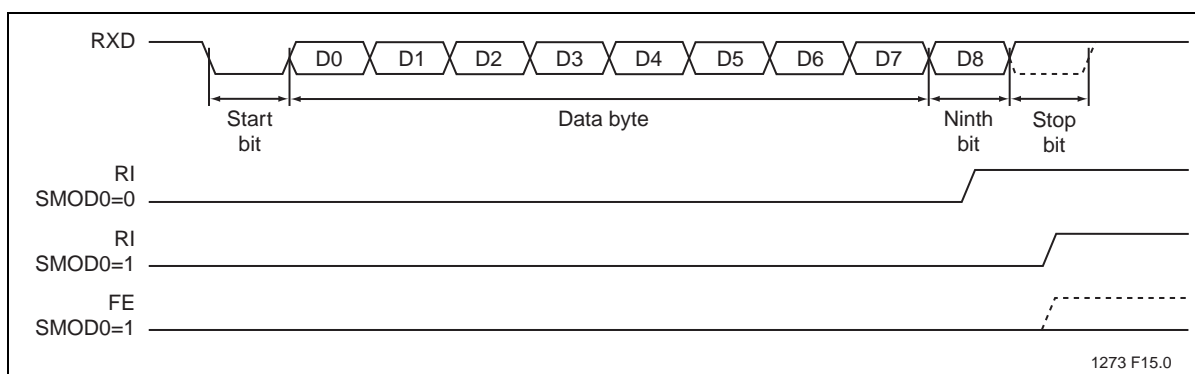 RXD
D0 D1 D2 D3 D4 D5 D6 D7 D8
Start bit
Data byte
Ninth bit
Stop bit
RI
SMOD0=0
RI
SMOD0=1
FE
SMOD0=1
1273 F15.0